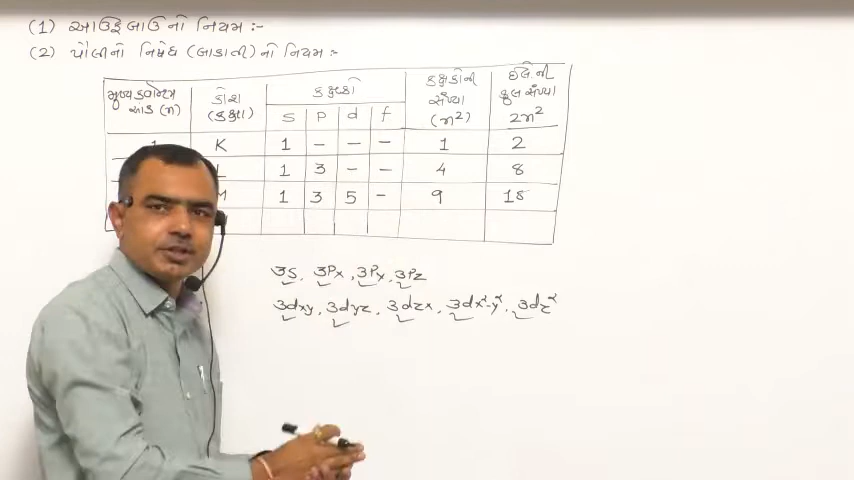 (1) આઉફબાઉનો નિયમ :-
(2) પૌલીનો નિષેધ (બાકાતી) નો નિયમ :-
મુખ્ય ક્વોન્ટમ આંક (n) કોશ (કક્ષા) કક્ષકો કક્ષકોની સંખ્યા (n²) ઇલે.ની કુલ સંખ્યા 2n²
s p d f
1 K 1 - - - 1 2
L 1 3 - - 4 8
M 1 3 5 - 9 18
3s, 3Px, 3Py, 3Pz
3dxy, 3dyz, 3dzx, 3dx²-y², 3dz²